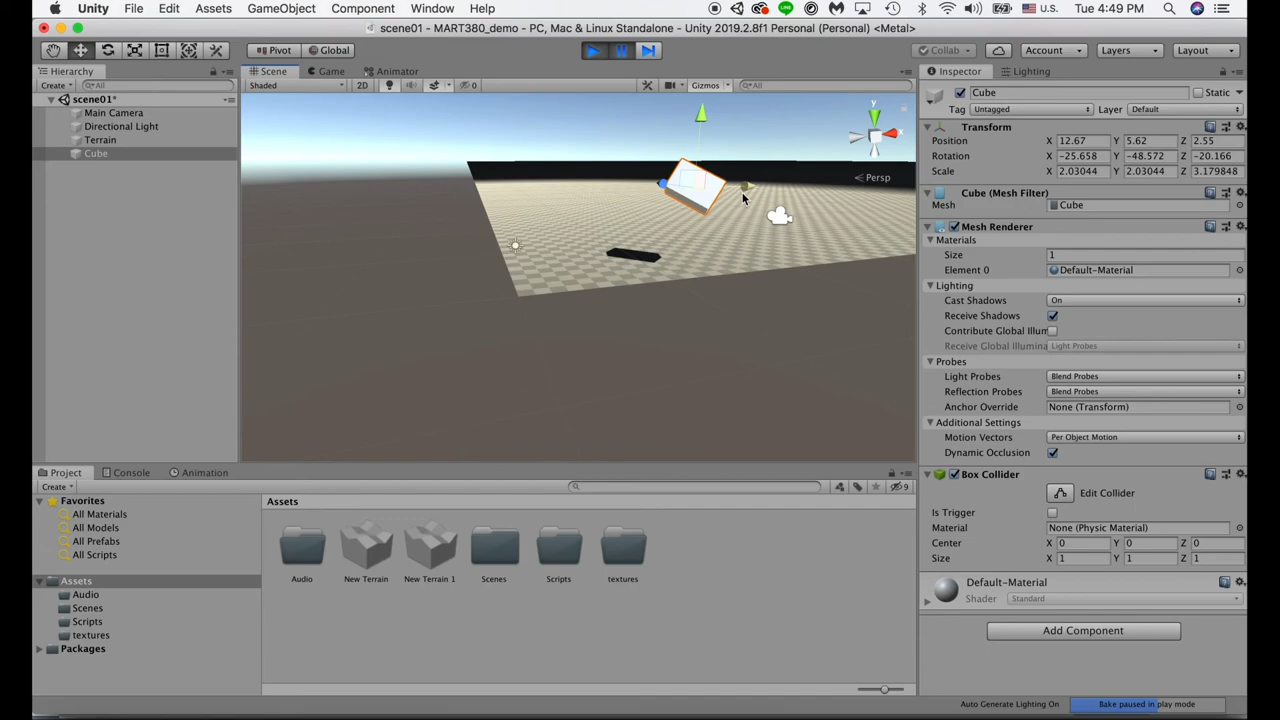 Unity File Edit Assets GameObject Component Window Help U.S. Tue 4:49 PM
scene01 - MART380_demo - PC, Mac & Linux Standalone - Unity 2019.2.8f1 Personal (Personal) <Metal>
Pivot Global Collab Account Layers Layout
Hierarchy Scene Game Animator Inspector Lighting
Create All Shaded 2D 0 Gizmos All Cube Static
scene01*
Main Camera
Directional Light
Terrain
Cube
y
x
Persp
Tag Untagged Layer Default
Transform
Position X 12.67 Y 5.62 Z 2.55
Rotation X -25.658 Y -48.572 Z -20.166
Scale X 2.03044 Y 2.03044 Z 3.179848
Cube (Mesh Filter)
Mesh Cube
Mesh Renderer
Materials
Size 1
Element 0 Default-Material
Lighting
Cast Shadows On
Receive Shadows
Contribute Global Illum
Receive Global Illumina Light Probes
Probes
Light Probes Blend Probes
Reflection Probes Blend Probes
Anchor Override None (Transform)
Additional Settings
Motion Vectors Per Object Motion
Dynamic Occlusion
Box Collider
Edit Collider
Is Trigger
Material None (Physic Material)
Center X 0 Y 0 Z 0
Size X 1 Y 1 Z 1
Default-Material
Shader Standard
Add Component
Project Console Animation
Create 9
Favorites
All Materials
All Models
All Prefabs
All Scripts
Assets
Audio
Scenes
Scripts
textures
Packages
Assets
Audio New Terrain New Terrain 1 Scenes Scripts textures
Auto Generate Lighting On Bake paused in play mode